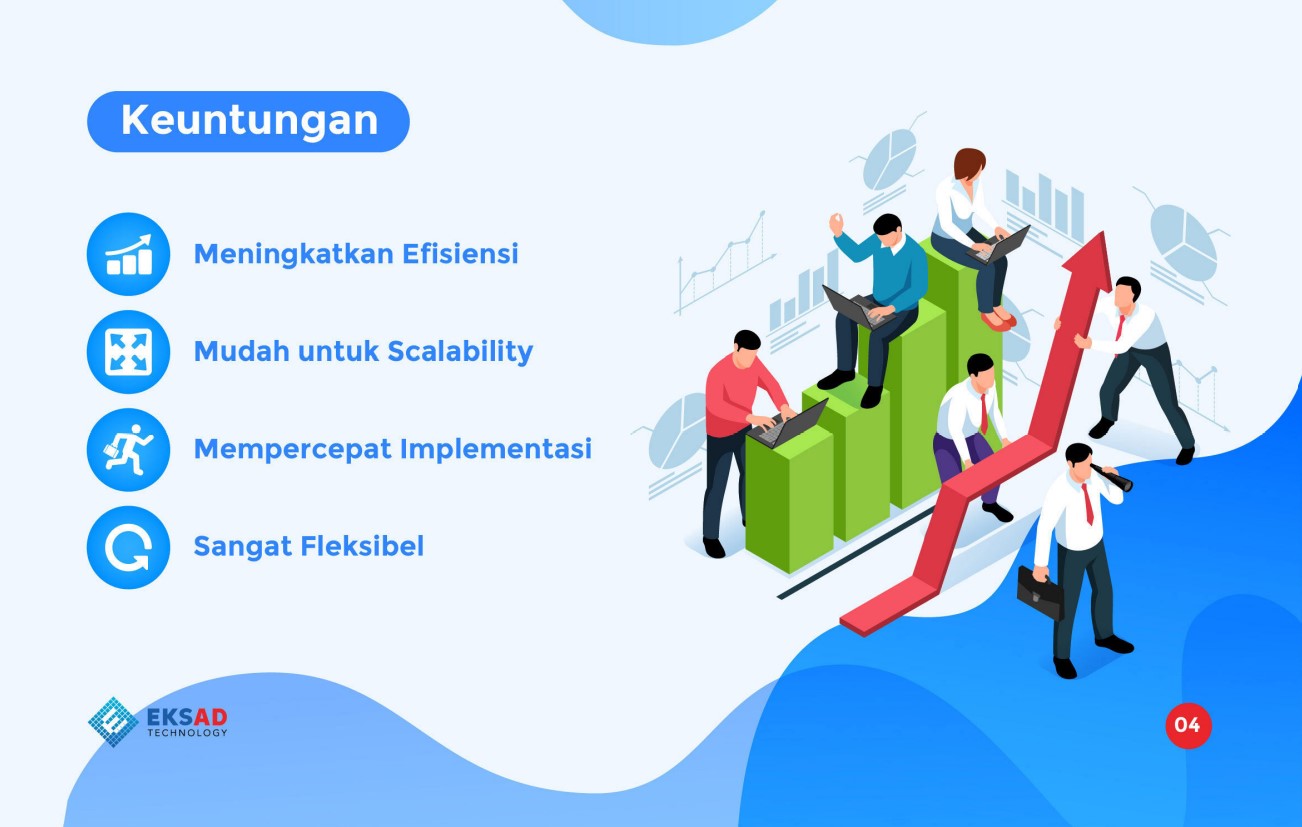 Keuntungan
Meningkatkan Efisiensi
Mudah untuk Scalability
Mempercepat Implementasi
Sangat Fleksibel
EKSAD
TECHNOLOGY
04